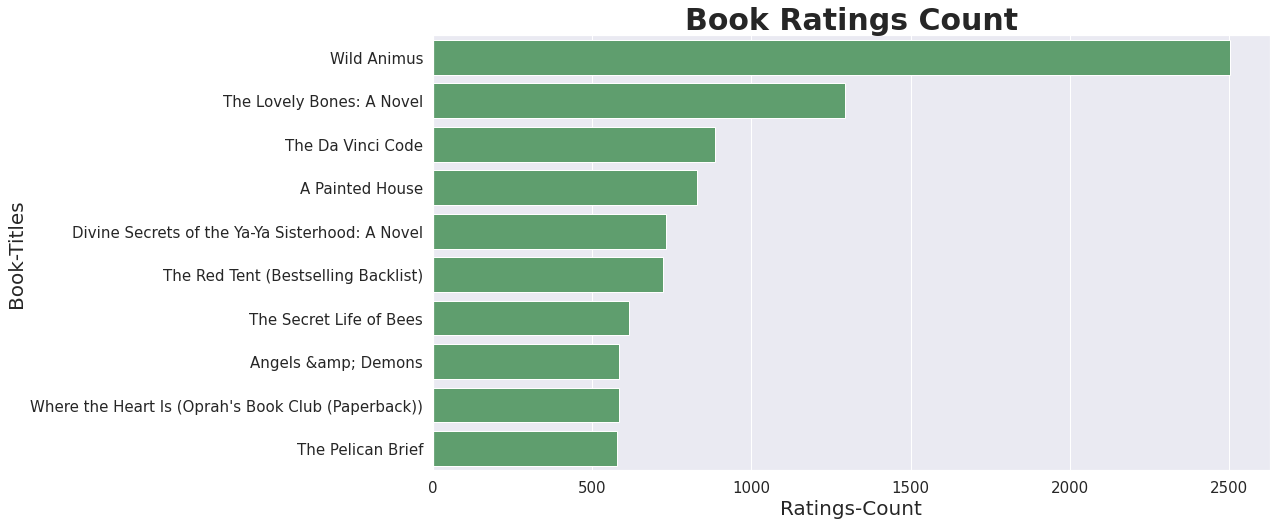 Book Ratings Count
Wild Animus
The Lovely Bones: A Novel
The Da Vinci Code
A Painted House
Divine Secrets of the Ya-Ya Sisterhood: A Novel
The Red Tent (Bestselling Backlist)
The Secret Life of Bees
Angels &amp;amp; Demons
Where the Heart Is (Oprah's Book Club (Paperback))
The Pelican Brief
Book-Titles
0 500 1000 1500 2000 2500
Ratings-Count